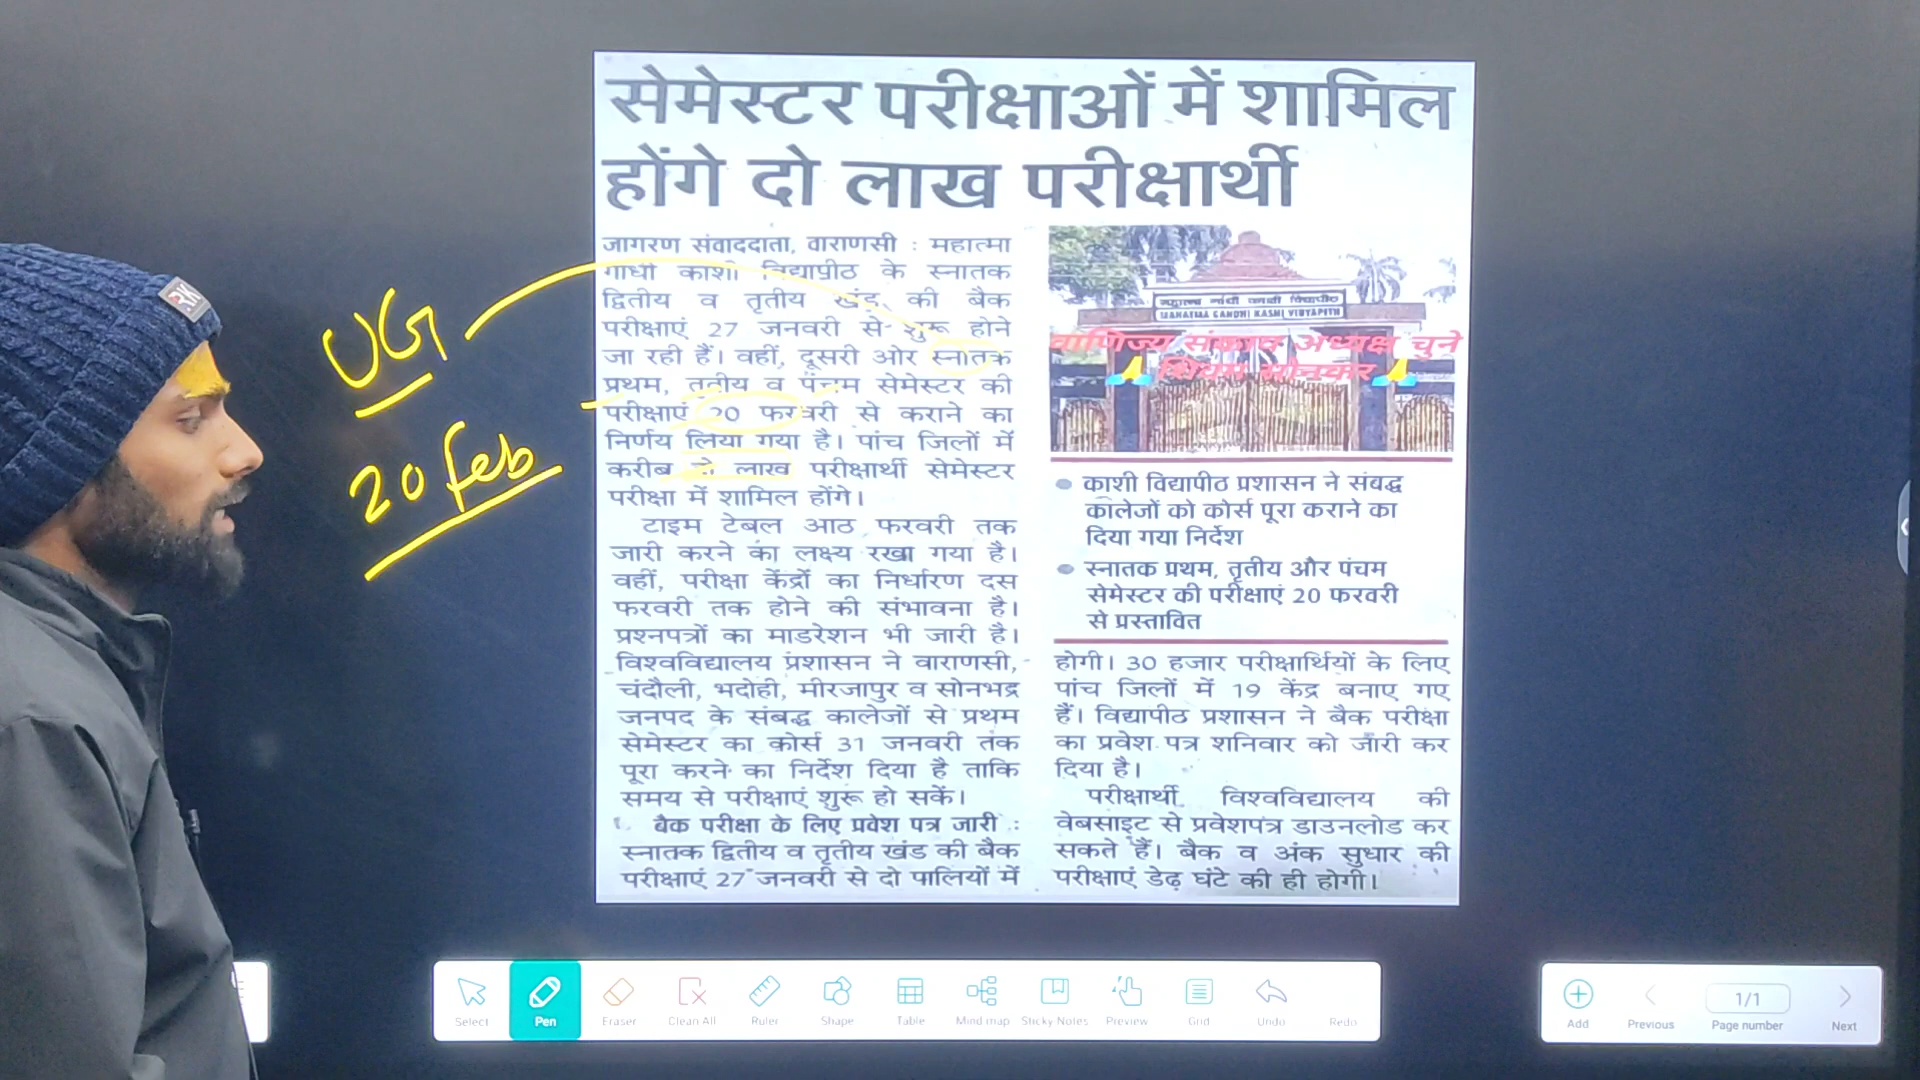 सेमेस्टर परीक्षाओं में शामिल
होंगे दो लाख परीक्षार्थी
जागरण संवाददाता, वाराणसी : महात्मा
गांधी काशी विद्यापीठ के स्नातक
द्वितीय व तृतीय खंड की बैक
परीक्षाएं 27 जनवरी से शुरू होने
जा रही हैं। वहीं, दूसरी ओर स्नातक
प्रथम, तृतीय व पंचम सेमेस्टर की
परीक्षाएं 20 फरवरी से कराने का
निर्णय लिया गया है। पांच जिलों में
करीब दो लाख परीक्षार्थी सेमेस्टर
परीक्षा में शामिल होंगे।
टाइम टेबल आठ फरवरी तक
जारी करने का लक्ष्य रखा गया है।
वहीं, परीक्षा केंद्रों का निर्धारण दस
फरवरी तक होने की संभावना है।
प्रश्नपत्रों का माडरेशन भी जारी है।
विश्वविद्यालय प्रशासन ने वाराणसी,
चंदौली, भदोही, मीरजापुर व सोनभद्र
जनपद के संबद्ध कालेजों से प्रथम
सेमेस्टर का कोर्स 31 जनवरी तक
पूरा करने का निर्देश दिया है ताकि
समय से परीक्षाएं शुरू हो सकें।
बैक परीक्षा के लिए प्रवेश पत्र जारी :
स्नातक द्वितीय व तृतीय खंड की बैक
परीक्षाएं 27 जनवरी से दो पालियों में
महात्मा गांधी काशी विद्यापीठ
MAHATMA GANDHI KASHI VIDYAPITH
वाणिज्य संकाय अध्यक्ष चुने
शिवम सोनकर
काशी विद्यापीठ प्रशासन ने संबद्ध
कालेजों को कोर्स पूरा कराने का
दिया गया निर्देश
स्नातक प्रथम, तृतीय और पंचम
सेमेस्टर की परीक्षाएं 20 फरवरी
से प्रस्तावित
होगी। 30 हजार परीक्षार्थियों के लिए
पांच जिलों में 19 केंद्र बनाए गए
हैं। विद्यापीठ प्रशासन ने बैक परीक्षा
का प्रवेश पत्र शनिवार को जारी कर
दिया है।
परीक्षार्थी विश्वविद्यालय की
वेबसाइट से प्रवेशपत्र डाउनलोड कर
सकते हैं। बैक व अंक सुधार की
परीक्षाएं डेढ़ घंटे की ही होगी।
UG
20 feb
RK
Select Pen Eraser Clean All Ruler Shape Table Mind map Sticky Notes Preview Grid Undo Redo
Add Previous 1/1 Page number Next